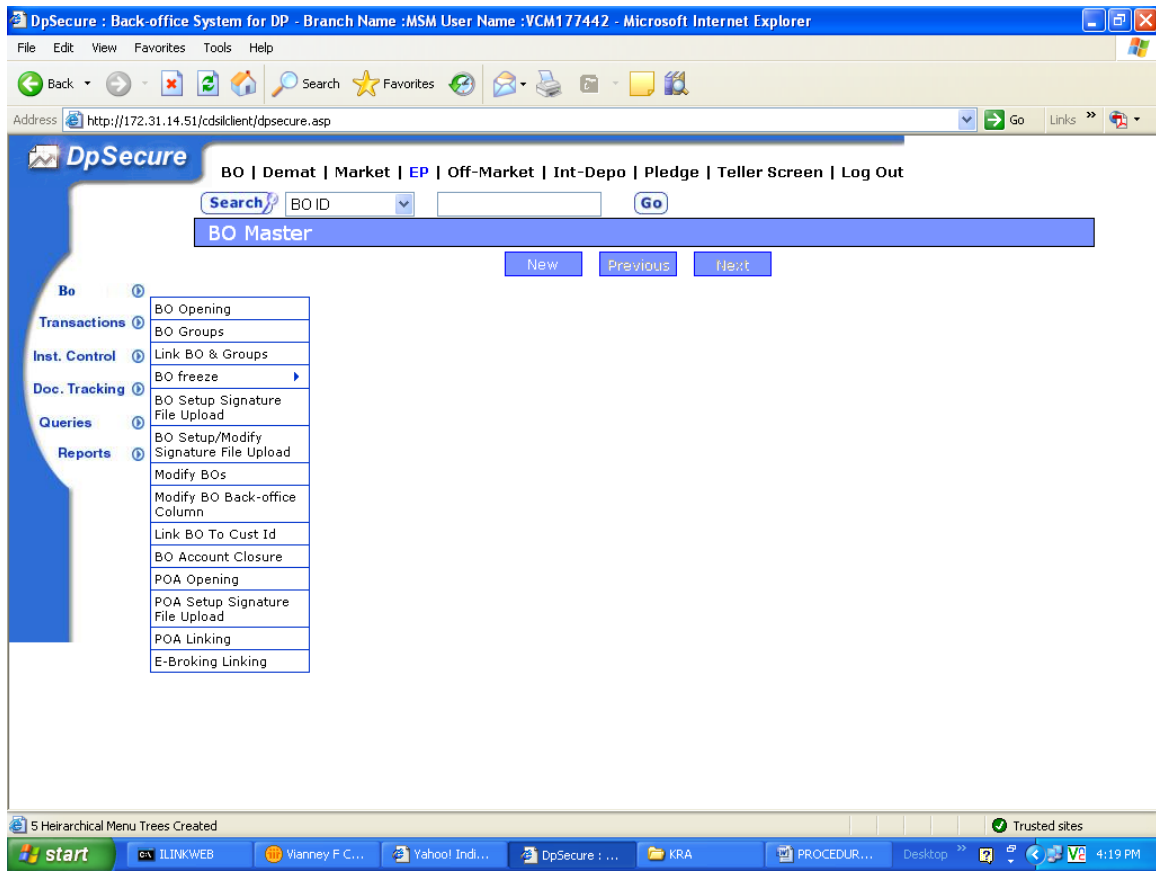 DpSecure : Back-office System for DP - Branch Name :MSM User Name :VCM177442 - Microsoft Internet Explorer
File Edit View Favorites Tools Help
Back Search Favorites
Address http://172.31.14.51/cdsilclient/dpsecure.asp Go Links »
DpSecure
BO | Demat | Market | EP | Off-Market | Int-Depo | Pledge | Teller Screen | Log Out
Search BO ID Go
BO Master
New Previous Next
Bo
Transactions
Inst. Control
Doc. Tracking
Queries
Reports
BO Opening
BO Groups
Link BO & Groups
BO freeze
BO Setup Signature
File Upload
BO Setup/Modify
Signature File Upload
Modify BOs
Modify BO Back-office
Column
Link BO To Cust Id
BO Account Closure
POA Opening
POA Setup Signature
File Upload
POA Linking
E-Broking Linking
5 Heirarchical Menu Trees Created Trusted sites
start ILINKWEB Vianney F C... Yahoo! Indi... DpSecure : ... KRA PROCEDUR... Desktop » 4:19 PM